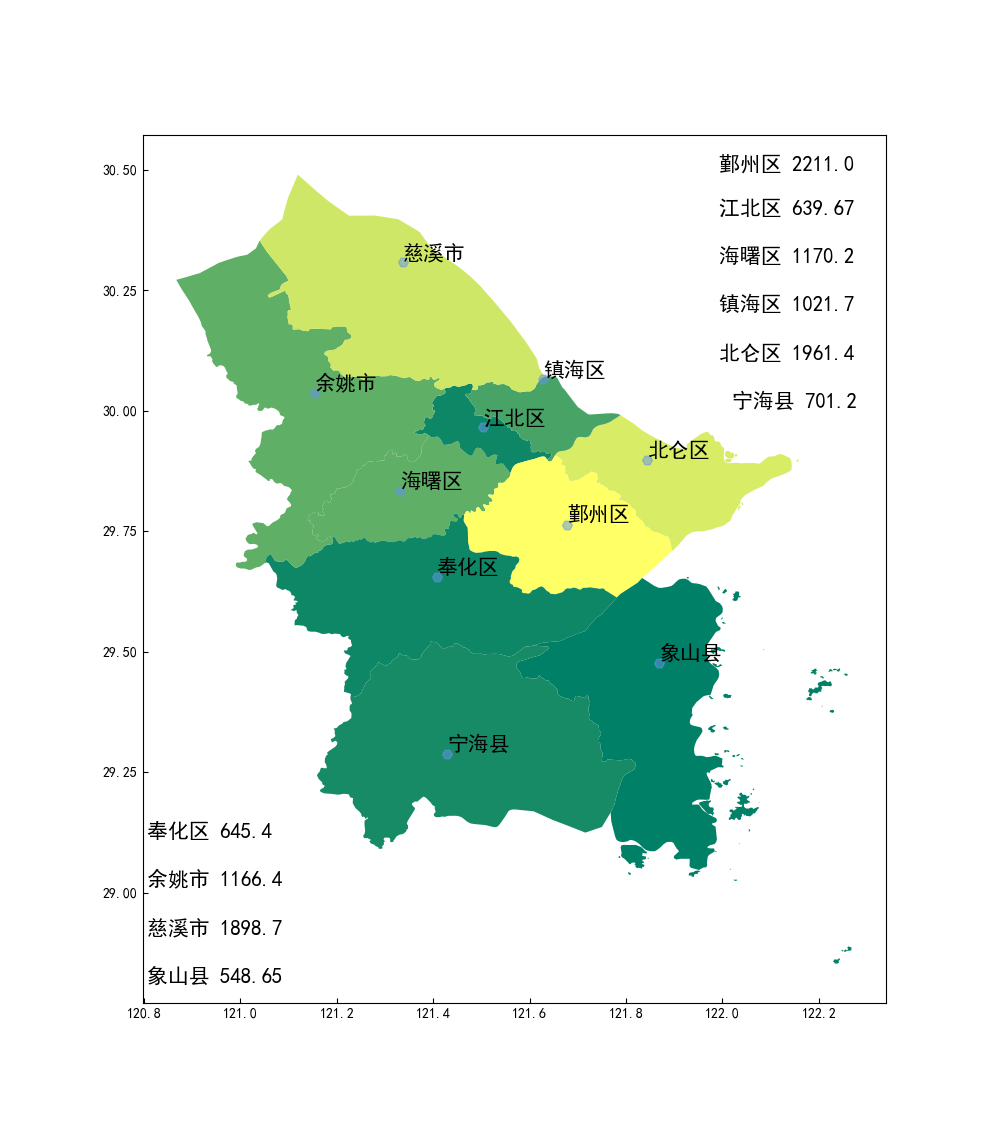 30.50
30.25
30.00
29.75
29.50
29.25
29.00
120.8 121.0 121.2 121.4 121.6 121.8 122.0 122.2
鄞州区 2211.0
江北区 639.67
海曙区 1170.2
镇海区 1021.7
北仑区 1961.4
宁海县 701.2
慈溪市
镇海区
余姚市
江北区
北仑区
海曙区
鄞州区
奉化区
象山县
宁海县
奉化区 645.4
余姚市 1166.4
慈溪市 1898.7
象山县 548.65